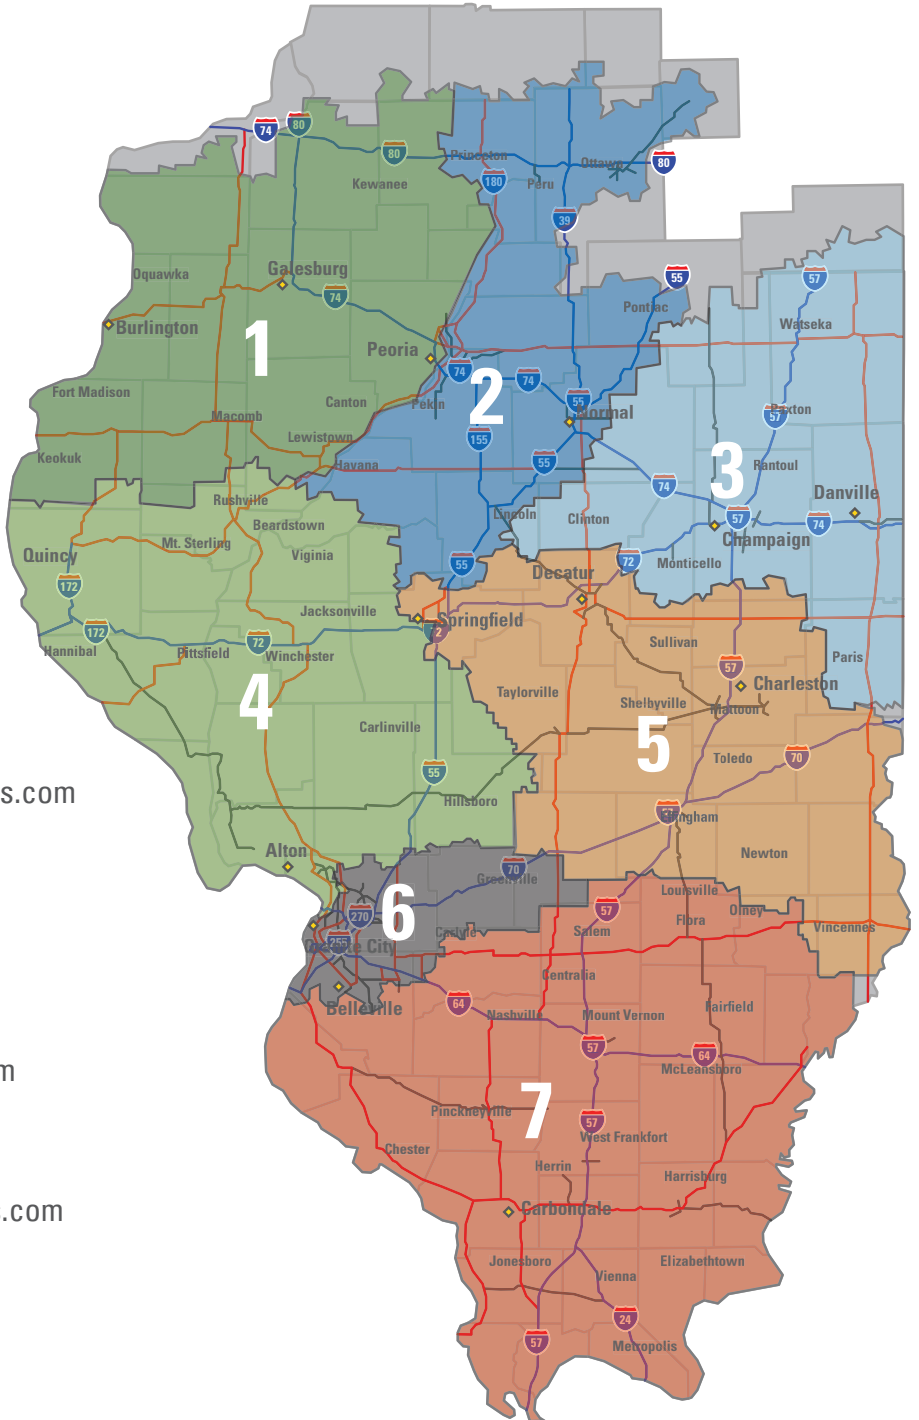 74
80
80
Princeton
Ottawa
80
Kewanee
180
Peru
39
Oquawka
Galesburg
74
55
57
Pontiac
Burlington
1
Watseka
Peoria
74
74
2
Fort Madison
Canton
Pekin
55
Normal
57
Paxton
Macomb
Lewistown
155
Keokuk
Havana
55
3
Rantoul
74
Rushville
Danville
Beardstown
Lincoln
Clinton
57
74
Champaign
Mt. Sterling
Quincy
Virginia
55
72
Monticello
Decatur
172
Jacksonville
Springfield
2
172
Hannibal
Pittsfield
72
Winchester
Sullivan
57
Paris
4
Taylorville
Charleston
Shelbyville
Mattoon
Carlinville
5
Toledo
70
55
s.com
Hillsboro
57
Effingham
Alton
Newton
70
Greenville
6
Louisville
270
57
Flora
Olney
255
Granite City
Carlyle
Salem
Vincennes
Centralia
Belleville
64
Nashville
Mount Vernon
Fairfield
57
64
m
McLeansboro
7
Pinckneyville
57
West Frankfort
Chester
Herrin
Harrisburg
s.com
Carbondale
Jonesboro
Elizabethtown
Vienna
24
57
Metropolis